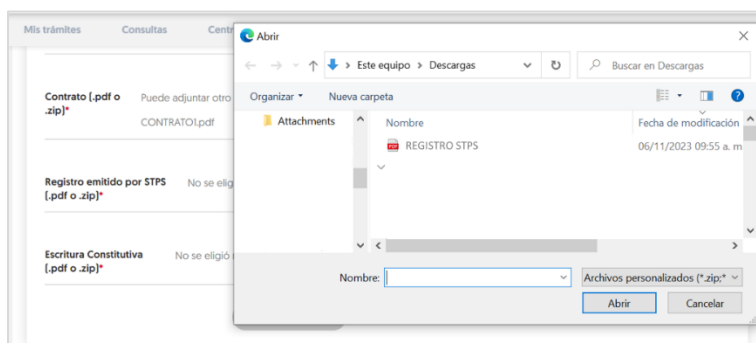 Mis trámites Consultas Centr
Contrato [.pdf o .zip]*
Puede adjuntar otro
CONTRATO1.pdf
Registro emitido por STPS [.pdf o .zip]*
No se elig
Escritura Constitutiva [.pdf o .zip]*
No se eligió
Abrir
Este equipo > Descargas
Buscar en Descargas
Organizar Nueva carpeta
Attachments
Nombre Fecha de modificación
REGISTRO STPS 06/11/2023 09:55 a. m
Nombre:
Archivos personalizados (*.zip;*
Abrir Cancelar